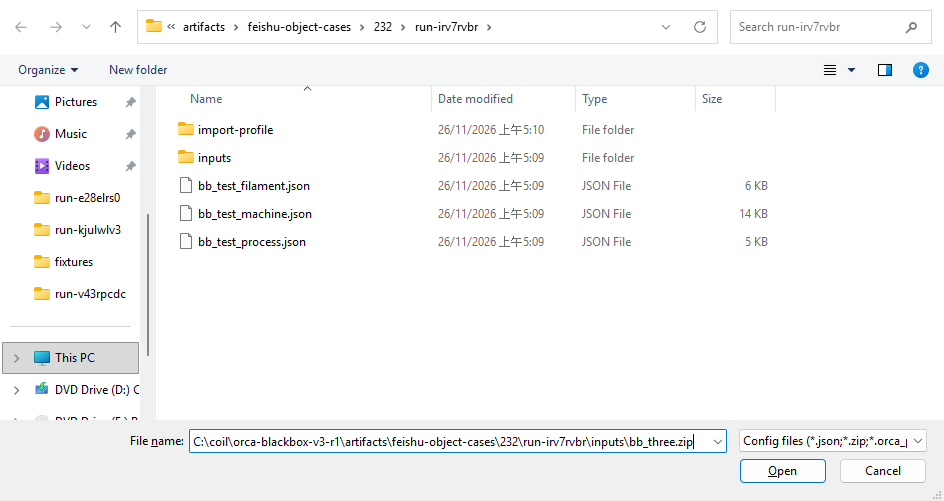 « artifacts › feishu-object-cases › 232 › run-irv7rvbr ›
Search run-irv7rvbr
Organize
New folder
Name
Date modified
Type
Size
Pictures
Music
Videos
run-e28elrs0
run-kjulwlv3
fixtures
run-v43rpcdc
This PC
DVD Drive (D:) C
import-profile 26/11/2026 上午5:10 File folder
inputs 26/11/2026 上午5:09 File folder
bb_test_filament.json 26/11/2026 上午5:09 JSON File 6 KB
bb_test_machine.json 26/11/2026 上午5:09 JSON File 14 KB
bb_test_process.json 26/11/2026 上午5:09 JSON File 5 KB
File name: C:\coil\orca-blackbox-v3-r1\artifacts\feishu-object-cases\232\run-irv7rvbr\inputs\bb_three.zip
Config files (*.json;*.zip;*.orca_
Open
Cancel